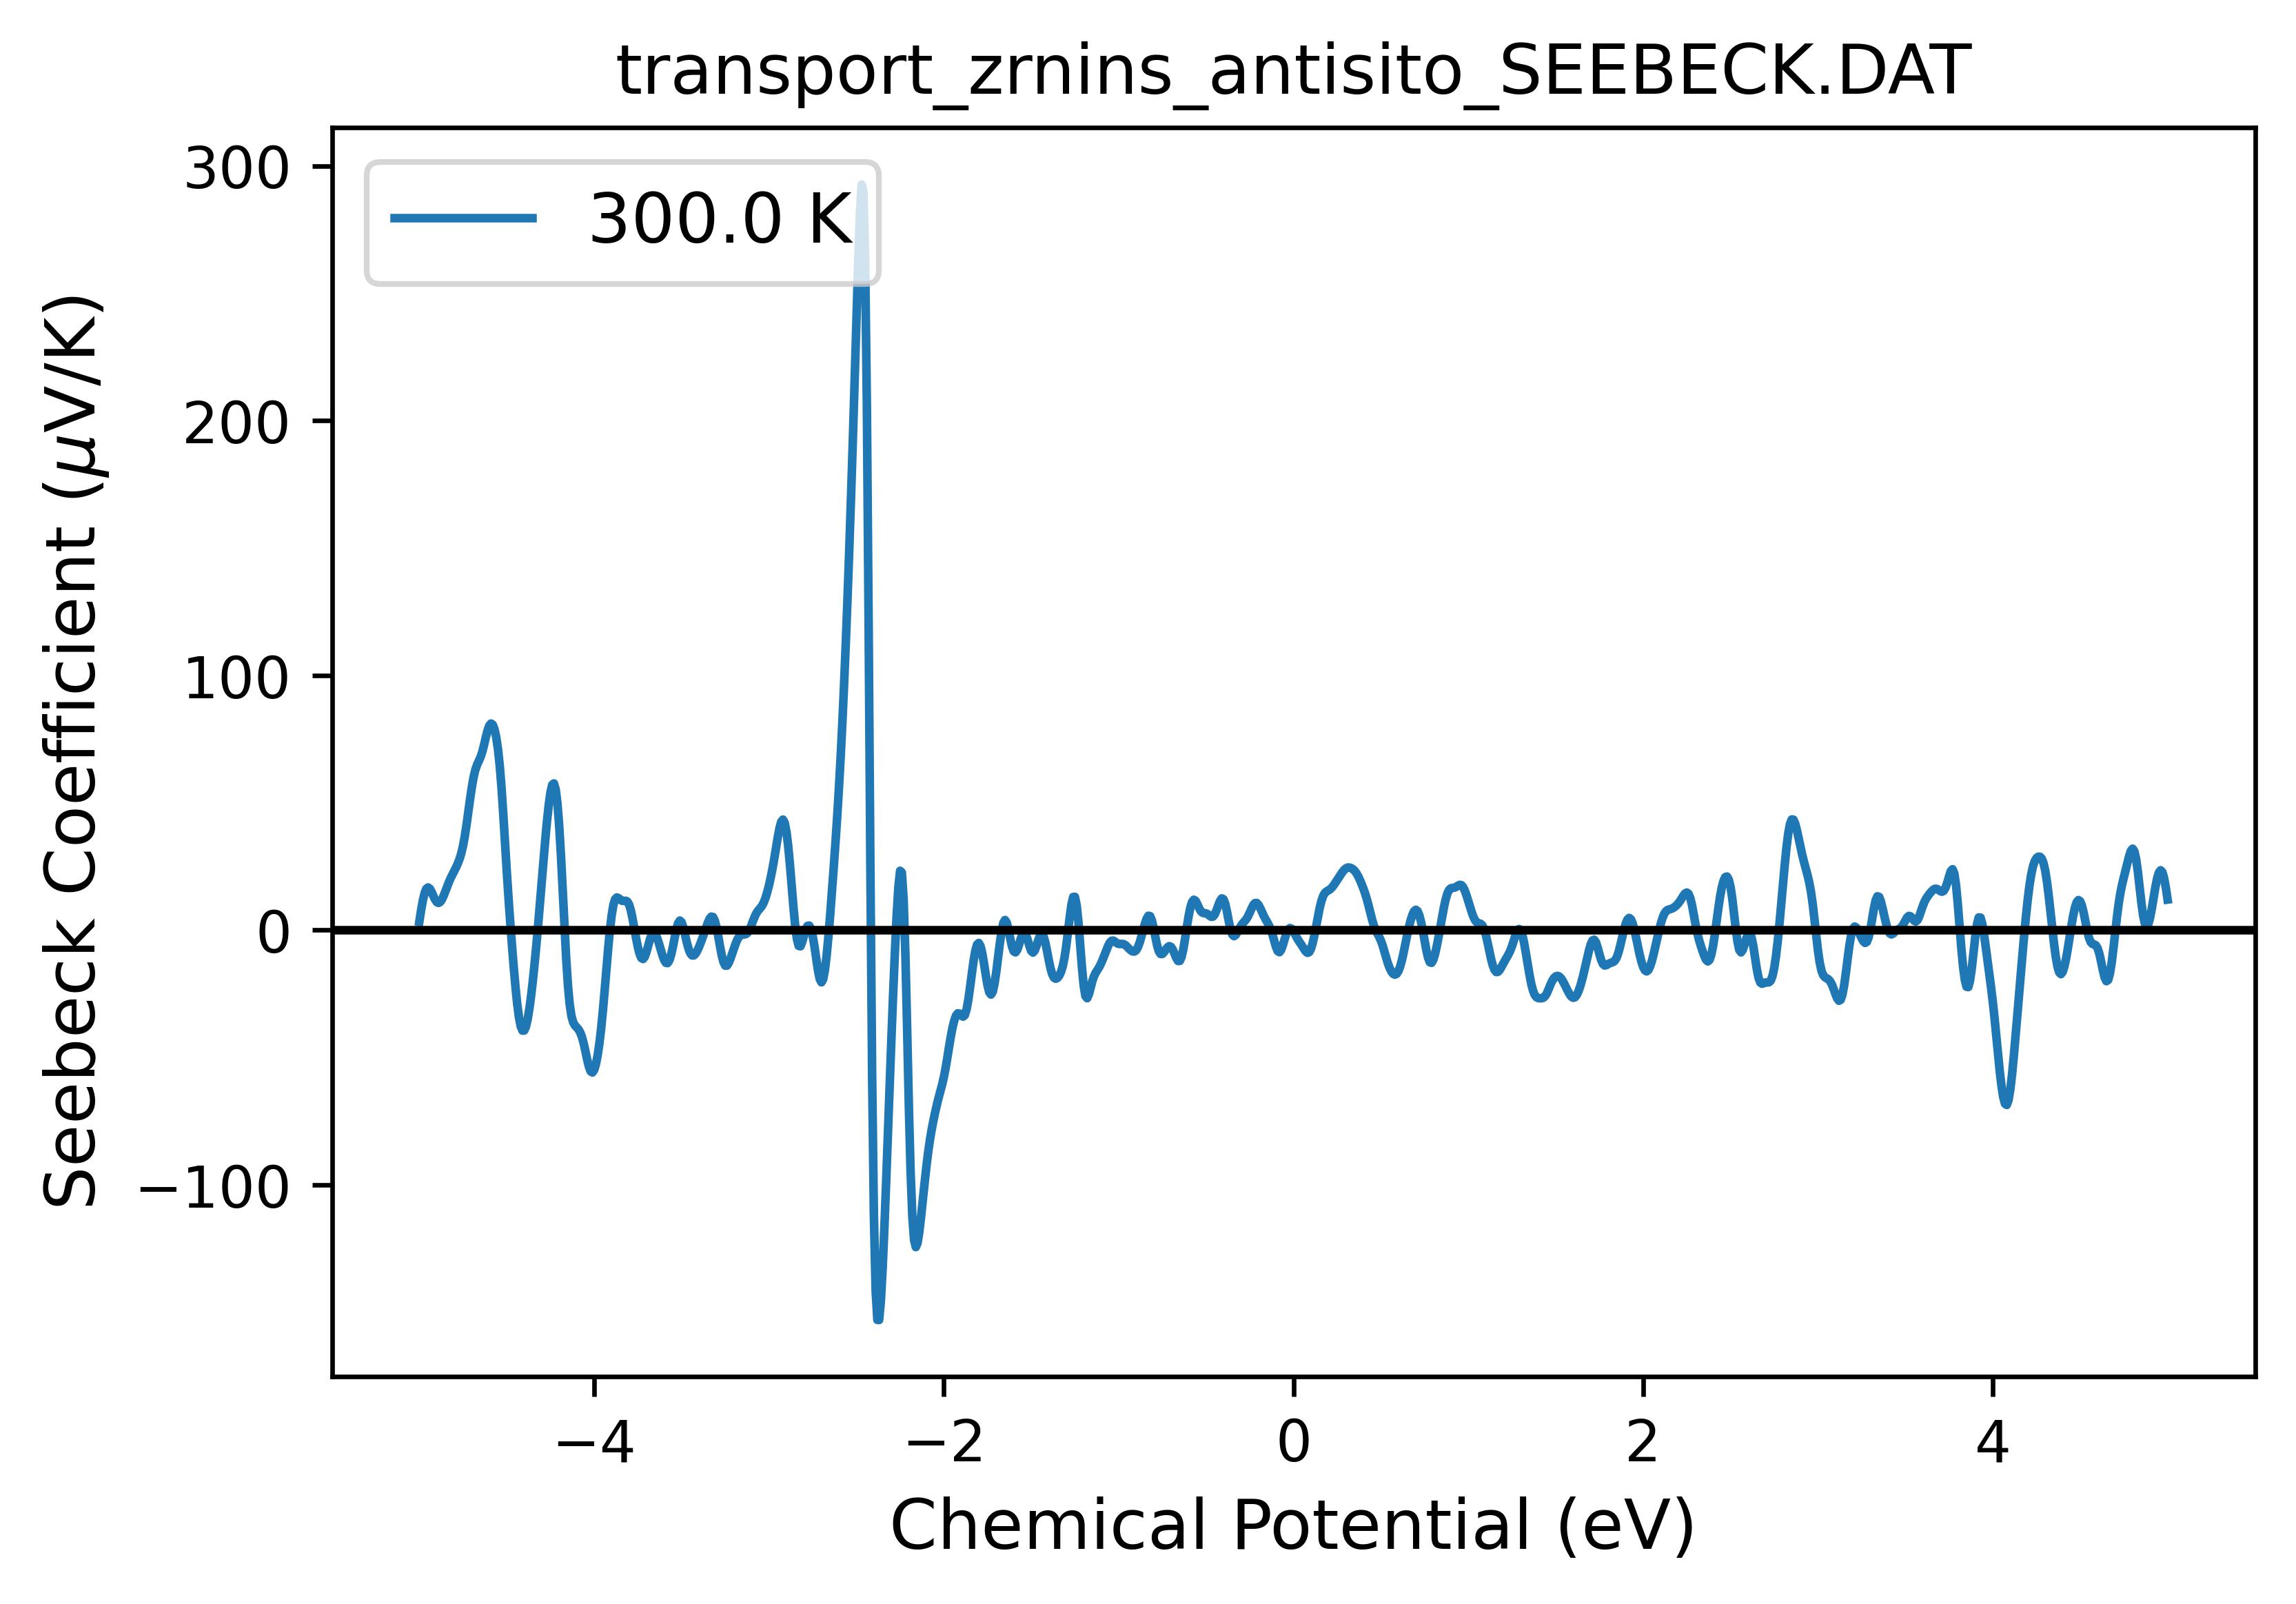 transport_zrnins_antisito_SEEBECK.DAT
300.0 K
Seebeck Coefficient (μV/K)
300
200
100
0
−100
−4
−2
0
2
4
Chemical Potential (eV)